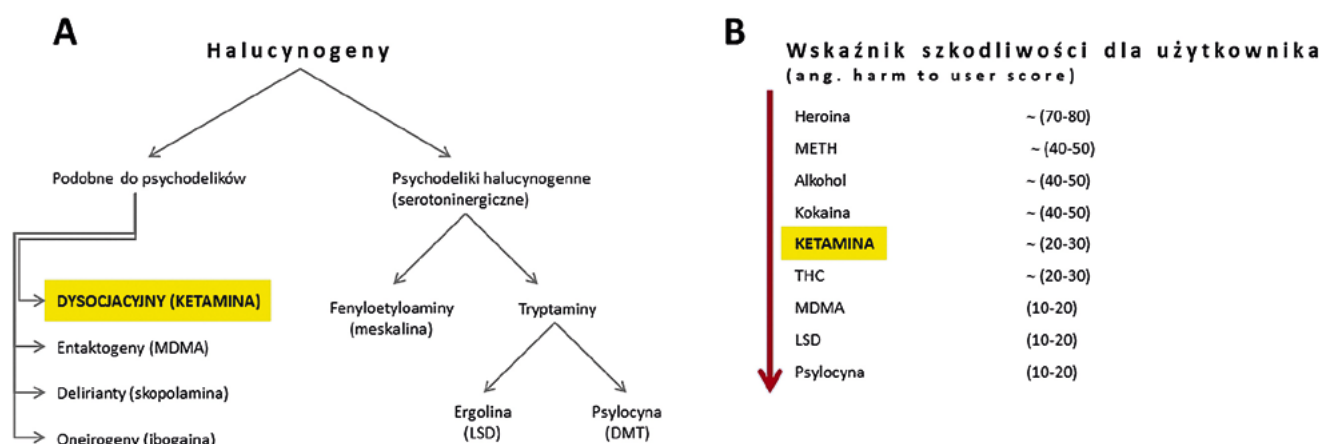 A
Halucynogeny
Podobne do psychodelików
Psychodeliki halucynogenne
(serotoninergiczne)
DYSOCJACYJNY (KETAMINA)
Entaktogeny (MDMA)
Delirianty (skopolamina)
Oneirogeny (ibogaina)
Fenyloetyloaminy
(meskalina)
Tryptaminy
Ergolina
(LSD)
Psylocyna
(DMT)
B
Wskaźnik szkodliwości dla użytkownika
(ang. harm to user score)
Heroina ~ (70-80)
METH ~ (40-50)
Alkohol ~ (40-50)
Kokaina ~ (40-50)
KETAMINA ~ (20-30)
THC ~ (20-30)
MDMA (10-20)
LSD (10-20)
Psylocyna (10-20)